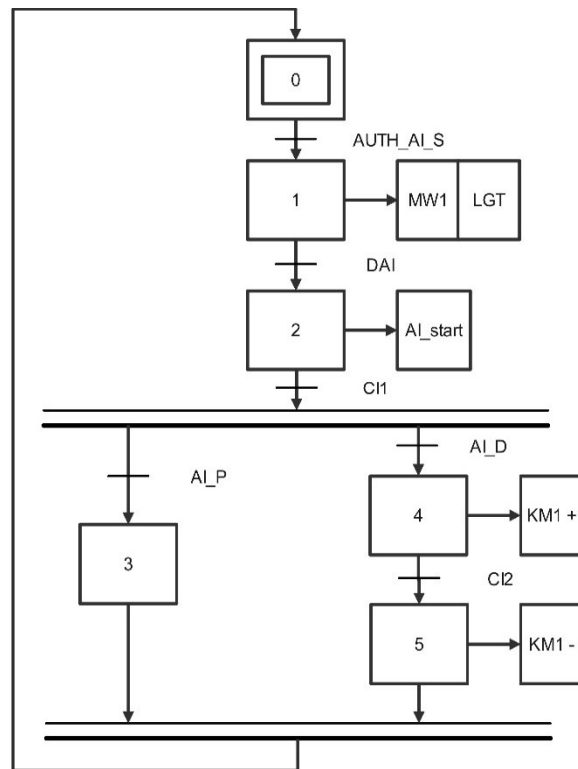 0
AUTH_AI_S
1
MW1
LGT
DAI
2
AI_start
CI1
AI_D
AI_P
4
KM1 +
3
CI2
5
KM1 -